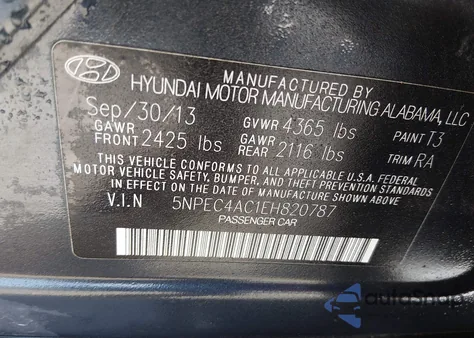 MANUFACTURED BY
HYUNDAI MOTOR MANUFACTURING ALABAMA, LLC
Sep/30/13 GVWR 4365 lbs PAINT T3
GAWR FRONT 2425 lbs GAWR REAR 2116 lbs TRIM RA
THIS VEHICLE CONFORMS TO ALL APPLICABLE U.S.A. FEDERAL
MOTOR VEHICLE SAFETY, BUMPER, AND THEFT PREVENTION STANDARDS
IN EFFECT ON THE DATE OF MANUFACTURE SHOWN ABOVE.
V.I.N 5NPEC4AC1EH820787
PASSENGER CAR
autoSnap